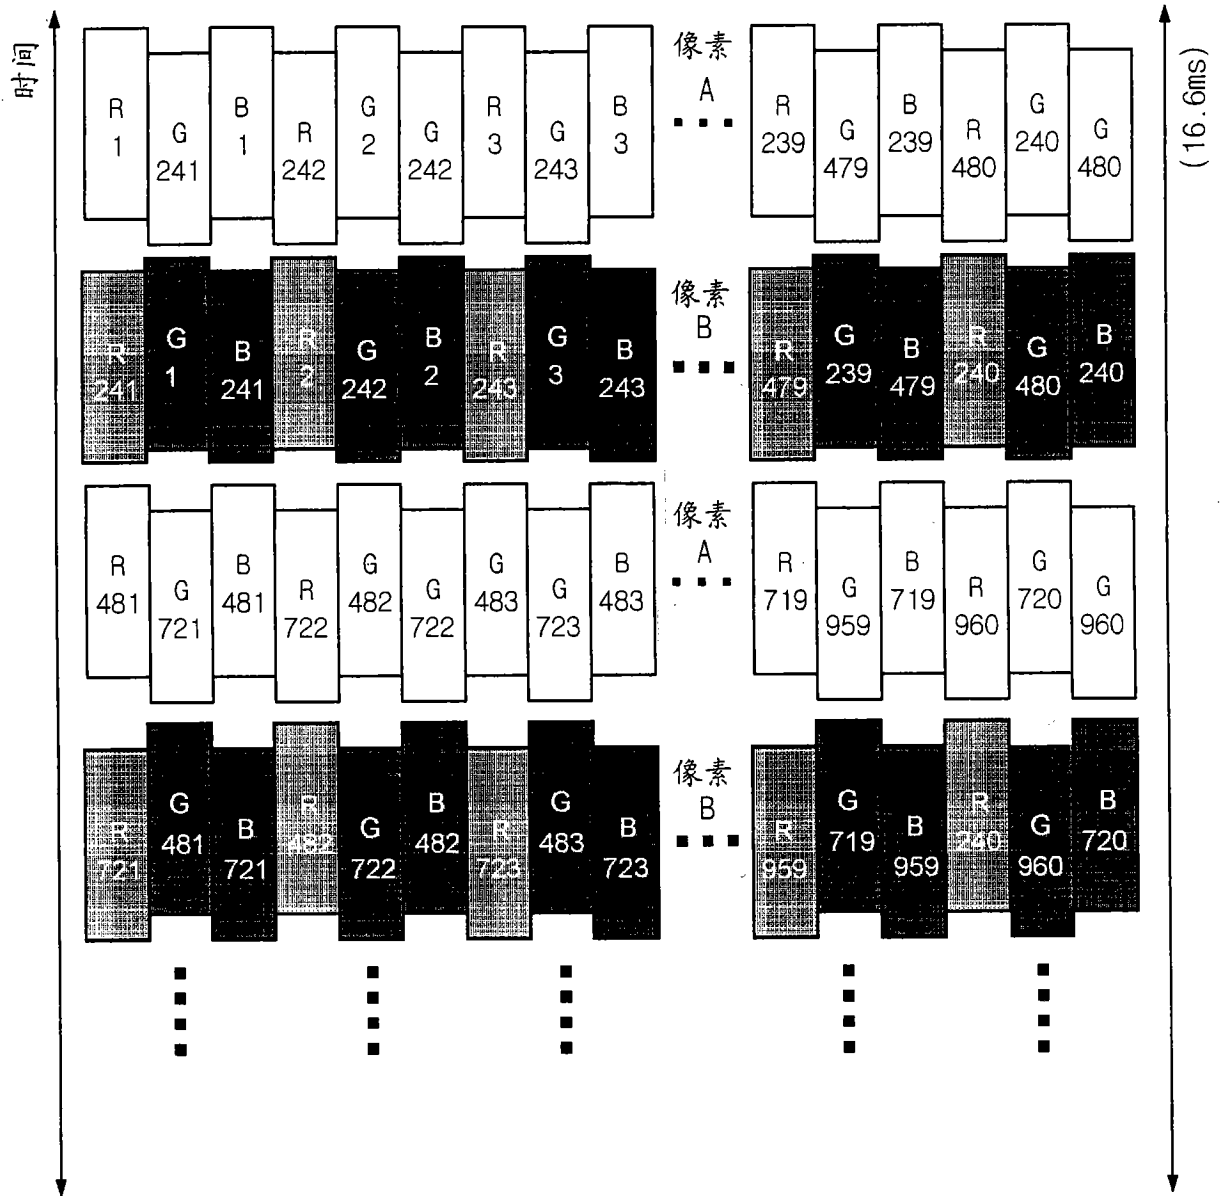 时间
R 1
G 241
B 1
R 242
G 2
G 242
R 3
G 243
B 3
像素 A
R 239
G 479
B 239
R 480
G 240
G 480
(16.6ms)
R 241
G 1
B 241
R 2
G 242
B 2
R 243
G 3
B 243
像素 B
R 479
G 239
B 479
R 240
G 480
B 240
R 481
G 721
B 481
R 722
G 482
G 722
G 483
G 723
B 483
像素 A
R 719
G 959
B 719
R 960
G 720
G 960
R 721
G 481
B 721
R 482
G 722
B 482
R 723
G 483
B 723
像素 B
R 959
G 719
B 959
R 240
G 960
B 720